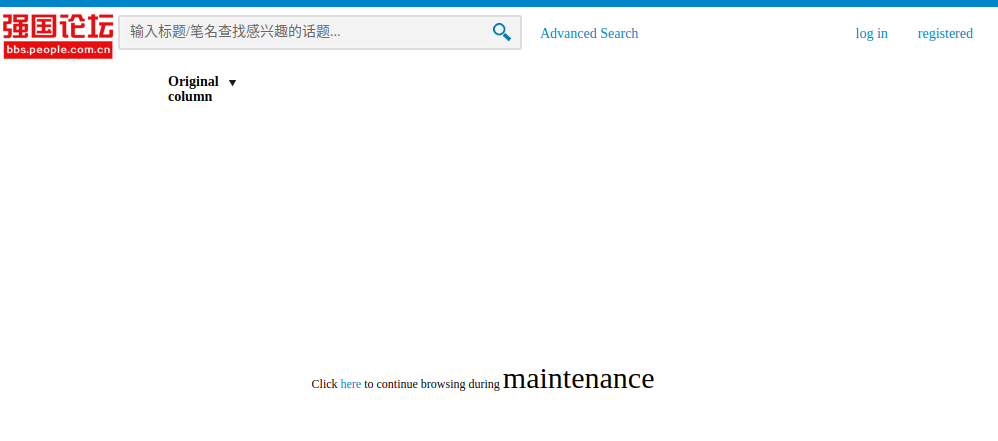 强国论坛
bbs.people.com.cn
输入标题/笔名查找感兴趣的话题...
Advanced Search
log in
registered
Original
column
Click here to continue browsing during maintenance